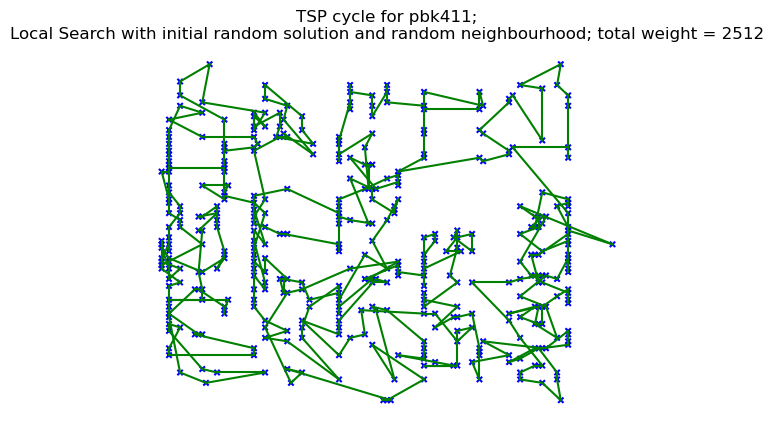 TSP cycle for pbk411;
Local Search with initial random solution and random neighbourhood; total weight = 2512